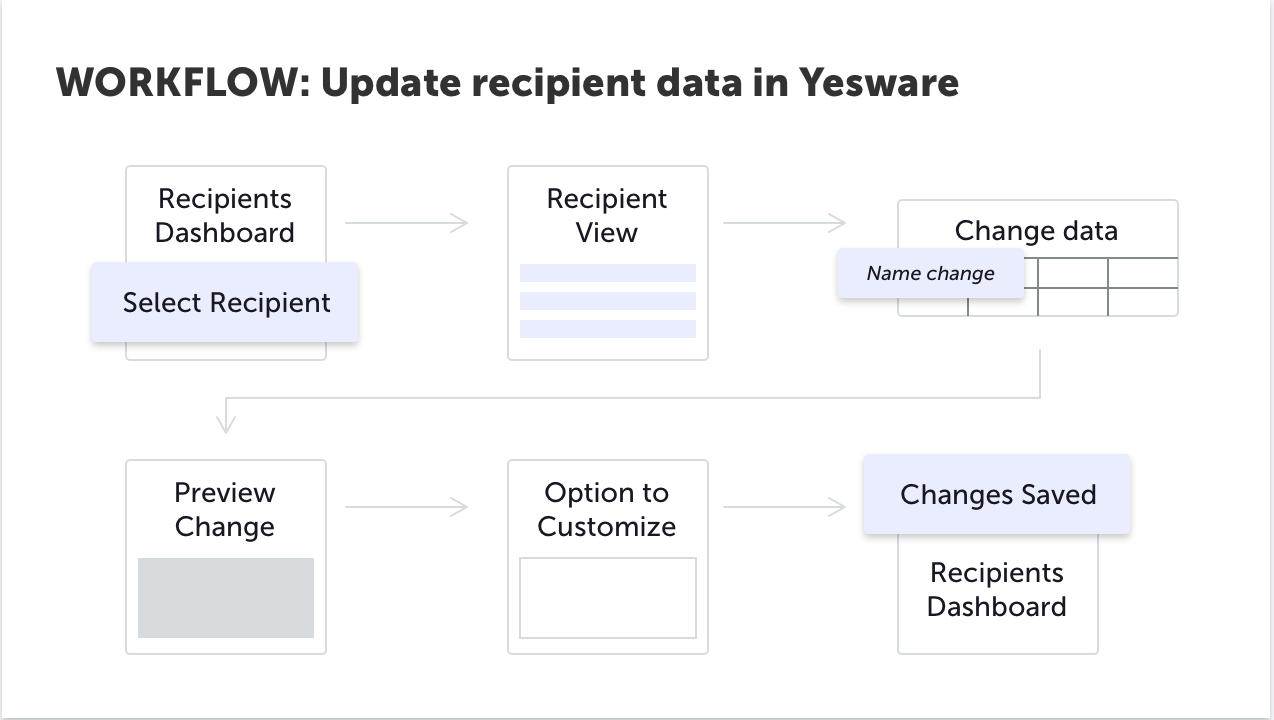 WORKFLOW: Update recipient data in Yesware
Recipients
Dashboard
Select Recipient
Recipient
View
Change data
Name change
Preview
Change
Option to
Customize
Changes Saved
Recipients
Dashboard